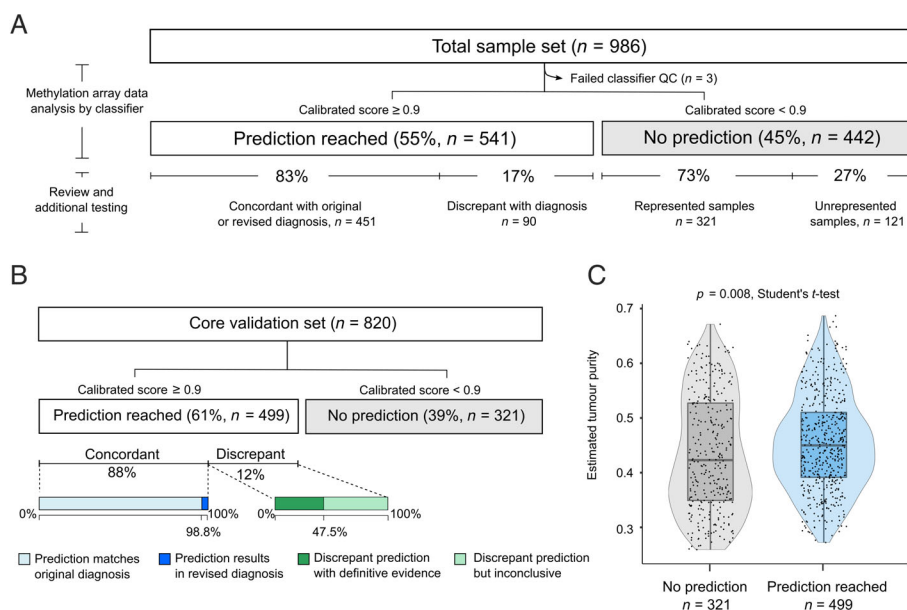 A
Total sample set (n = 986)
Failed classifier QC (n = 3)
Methylation array data
analysis by classifier
Calibrated score ≥ 0.9
Calibrated score < 0.9
Prediction reached (55%, n = 541)
No prediction (45%, n = 442)
83%
17%
73%
27%
Review and
additional testing
Concordant with original
or revised diagnosis, n = 451
Discrepant with diagnosis
n = 90
Represented samples
n = 321
Unrepresented
samples, n = 121
B
Core validation set (n = 820)
Calibrated score ≥ 0.9
Calibrated score < 0.9
Prediction reached (61%, n = 499)
No prediction (39%, n = 321)
Concordant
88%
Discrepant
12%
0%
100%
98.8%
0%
100%
47.5%
Prediction matches
original diagnosis
Prediction results
in revised diagnosis
Discrepant prediction
with definitive evidence
Discrepant prediction
but inconclusive
C
p = 0.008, Student's t-test
Estimated tumour purity
0.7
0.6
0.5
0.4
0.3
No prediction
n = 321
Prediction reached
n = 499